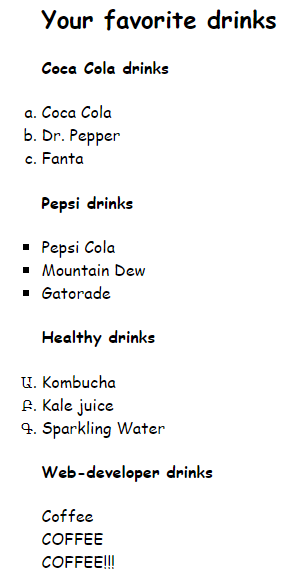 Your favorite drinks
Coca Cola drinks
a. Coca Cola
b. Dr. Pepper
c. Fanta
Pepsi drinks
▪ Pepsi Cola
▪ Mountain Dew
▪ Gatorade
Healthy drinks
Ա. Kombucha
Բ. Kale juice
Գ. Sparkling Water
Web-developer drinks
Coffee
COFFEE
COFFEE!!!